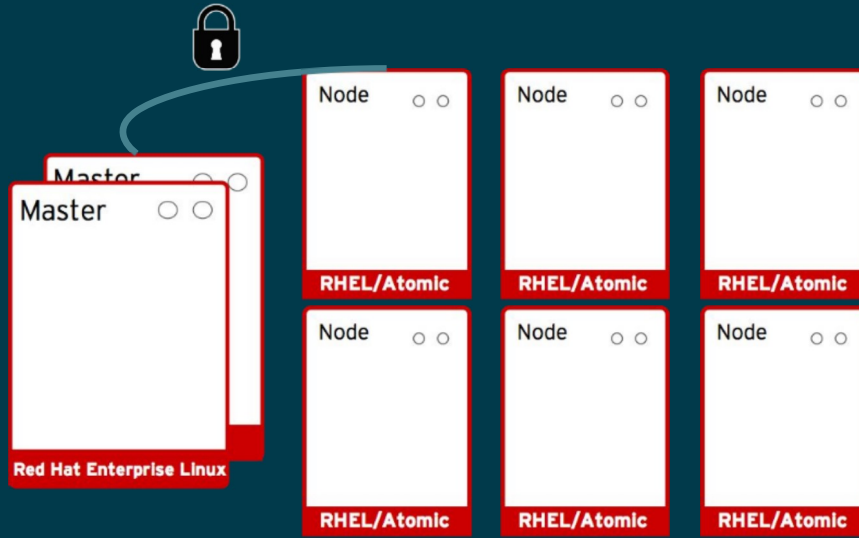 Master
Master
Red Hat Enterprise Linux
Node
Node
Node
RHEL/Atomic
RHEL/Atomic
RHEL/Atomic
Node
Node
Node
RHEL/Atomic
RHEL/Atomic
RHEL/Atomic